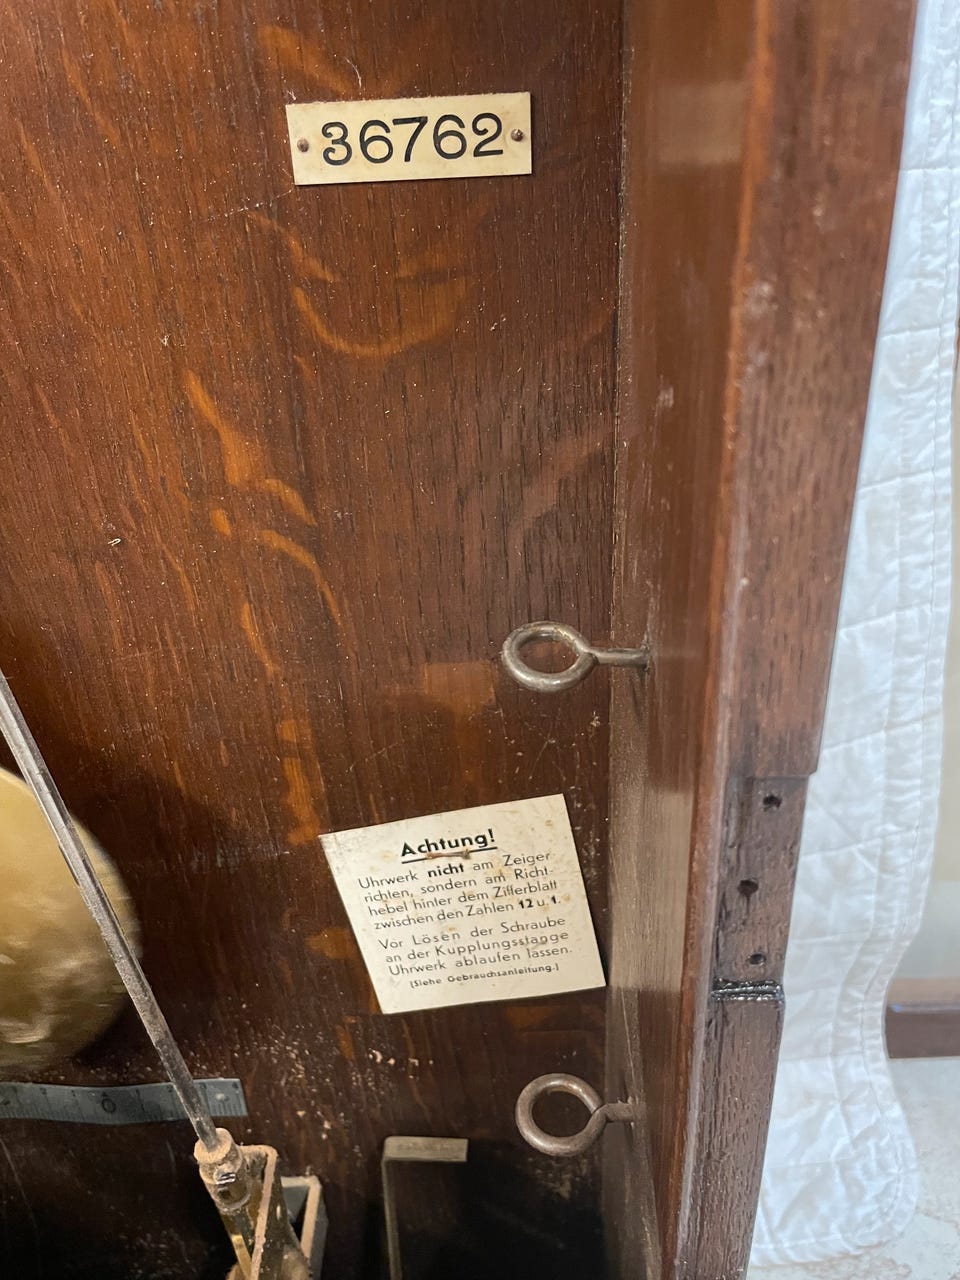 36762
Achtung!
Uhrwerk nicht am Zeiger
richten, sondern am Richt-
hebel hinter dem Zifferblatt
zwischen den Zahlen 12 u. 1.
Vor Lösen der Schraube
an der Kupplungsstange
Uhrwerk ablaufen lassen.
(Siehe Gebrauchsanleitung.)
0